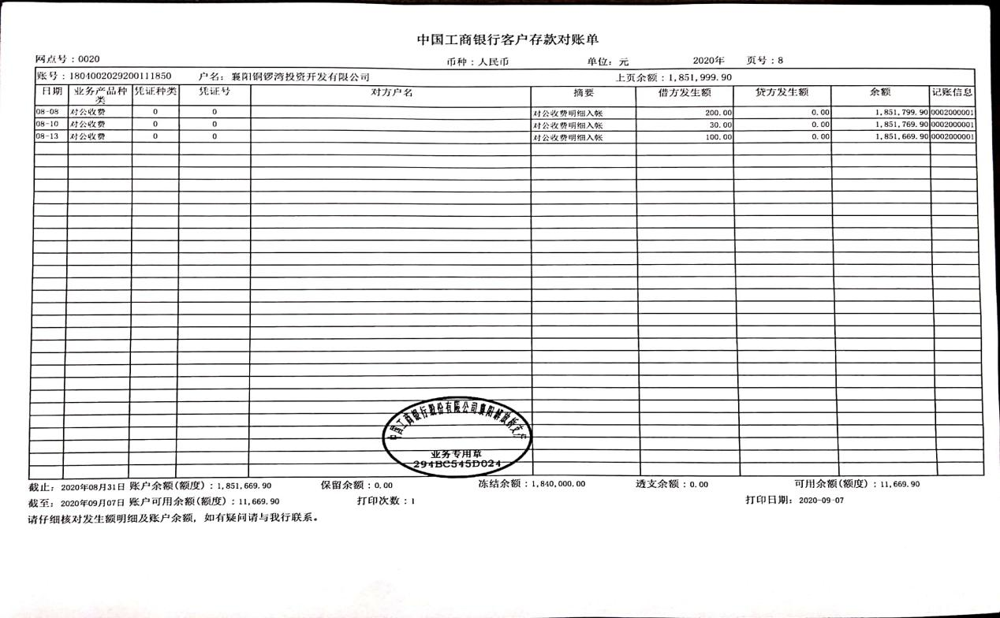 中国工商银行客户存款对账单
网点号：0020 币种：人民币 单位：元 2020年 页号：8
账号：1804002029200111850 户名：襄阳铜锣湾投资开发有限公司 上页余额：1,851,999.90
日期 业务产品种类 凭证种类 凭证号 对方户名 摘要 借方发生额 贷方发生额 余额 记账信息
08-08 对公收费 0 0 对公收费明细入帐 200.00 0.00 1,851,799.90 0002000001
08-10 对公收费 0 0 对公收费明细入帐 30.00 0.00 1,851,769.90 0002000001
08-13 对公收费 0 0 对公收费明细入帐 100.00 0.00 1,851,669.90 0002000001
中国工商银行股份有限公司襄阳解放桥支行
业务专用章
294BC545D024
截止：2020年08月31日 账户余额(额度)：1,851,669.90 保留余额：0.00 冻结余额：1,840,000.00 透支余额：0.00 可用余额(额度)：11,669.90
截至：2020年09月07日 账户可用余额(额度)：11,669.90 打印次数：1 打印日期：2020-09-07
请仔细核对发生额明细及账户余额，如有疑问请与我行联系。